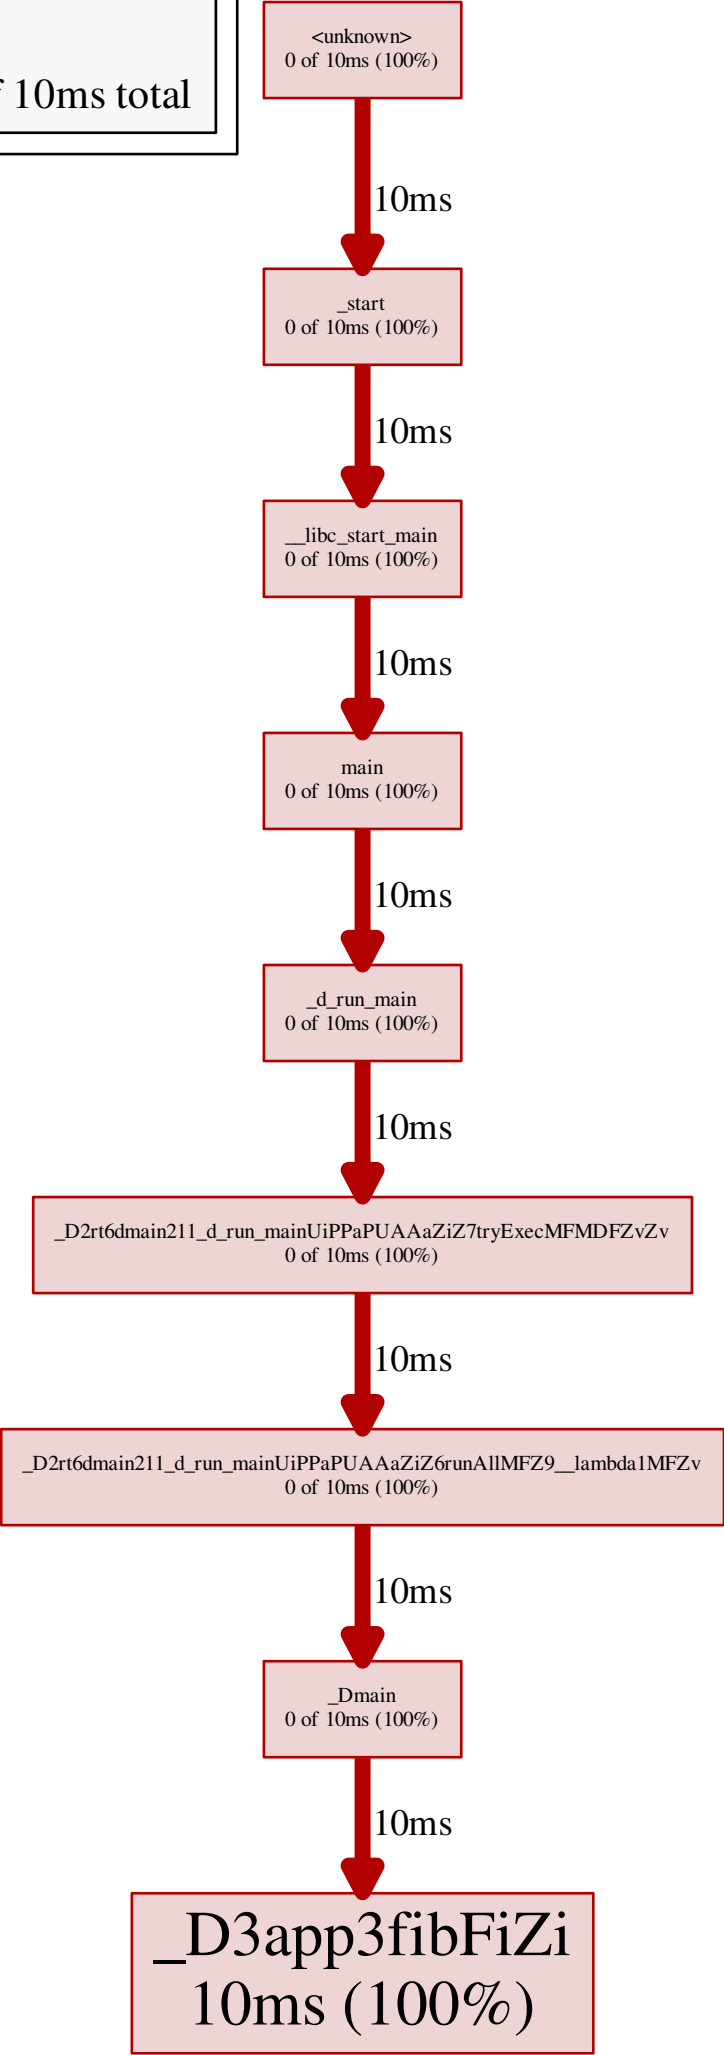 <unknown>
0 of 10ms (100%)
10ms total
10ms
_start
0 of 10ms (100%)
10ms
__libc_start_main
0 of 10ms (100%)
10ms
main
0 of 10ms (100%)
10ms
_d_run_main
0 of 10ms (100%)
10ms
_D2rt6dmain211_d_run_mainUiPPaPUAAaZiZ7tryExecMFMDFZvZv
0 of 10ms (100%)
10ms
_D2rt6dmain211_d_run_mainUiPPaPUAAaZiZ6runAllMFZ9__lambda1MFZv
0 of 10ms (100%)
10ms
_Dmain
0 of 10ms (100%)
10ms
_D3app3fibFiZi
10ms (100%)